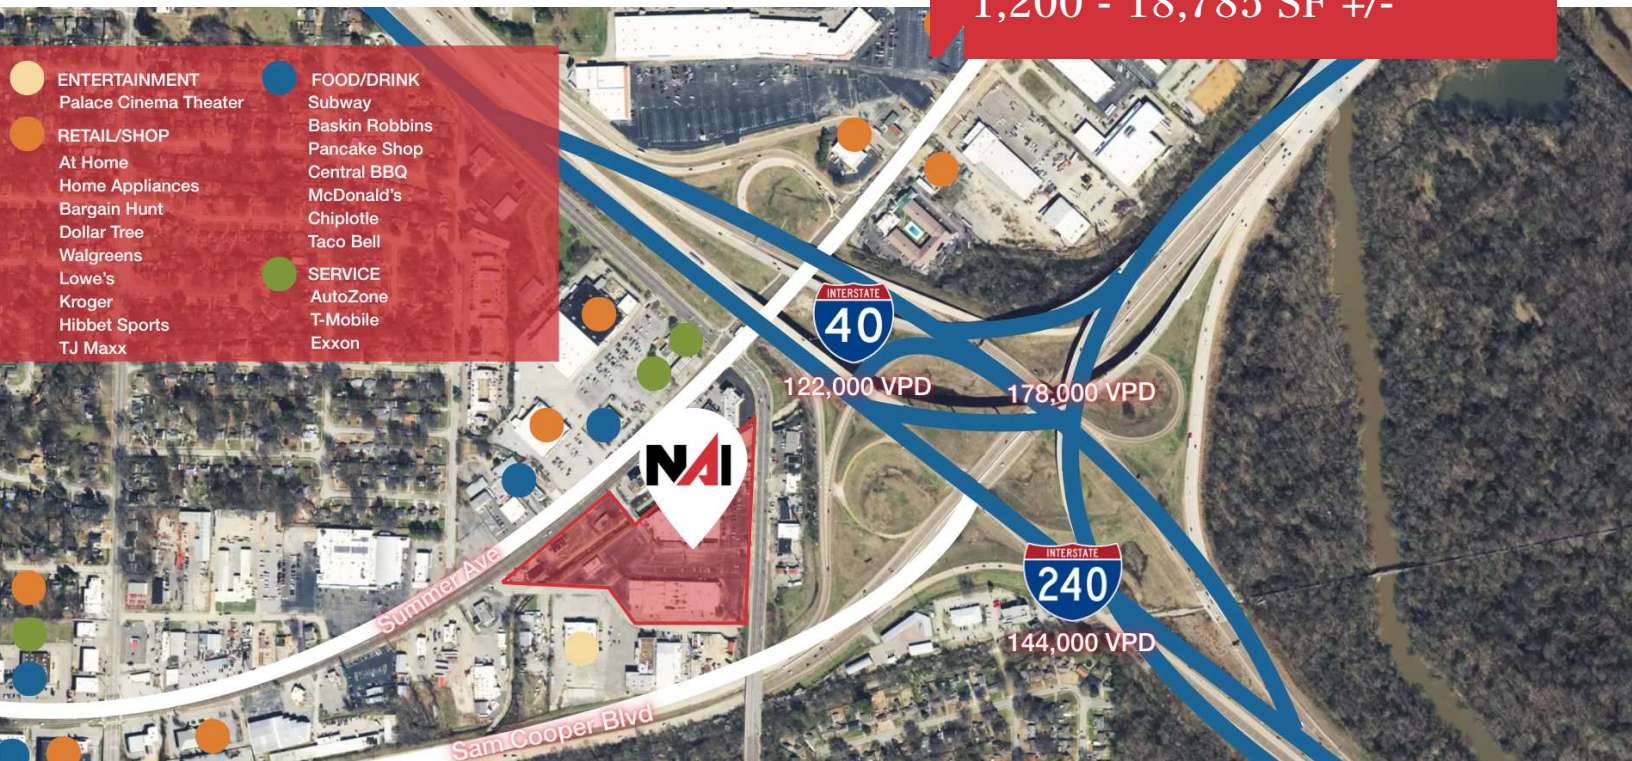 1,200 - 18,785 SF +/-
ENTERTAINMENT
Palace Cinema Theater
RETAIL/SHOP
At Home
Home Appliances
Bargain Hunt
Dollar Tree
Walgreens
Lowe's
Kroger
Hibbet Sports
TJ Maxx
FOOD/DRINK
Subway
Baskin Robbins
Pancake Shop
Central BBQ
McDonald's
Chiplotle
Taco Bell
SERVICE
AutoZone
T-Mobile
Exxon
INTERSTATE
40
122,000 VPD
178,000 VPD
NAI
INTERSTATE
240
144,000 VPD
Summer Ave
Sam Cooper Blvd